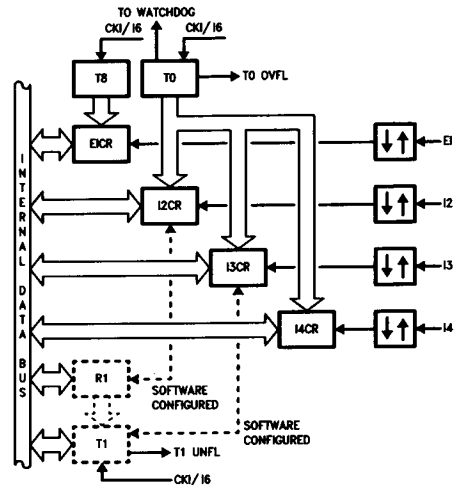 TO WATCHDOG
CKI/16
CKI/16
T8
T0
T0 OVFL
EICR
EI
I2CR
I2
I3CR
I3
I4CR
I4
INTERNAL DATA BUS
R1
SOFTWARE
CONFIGURED
SOFTWARE
CONFIGURED
T1
T1 UNFL
CKI/16